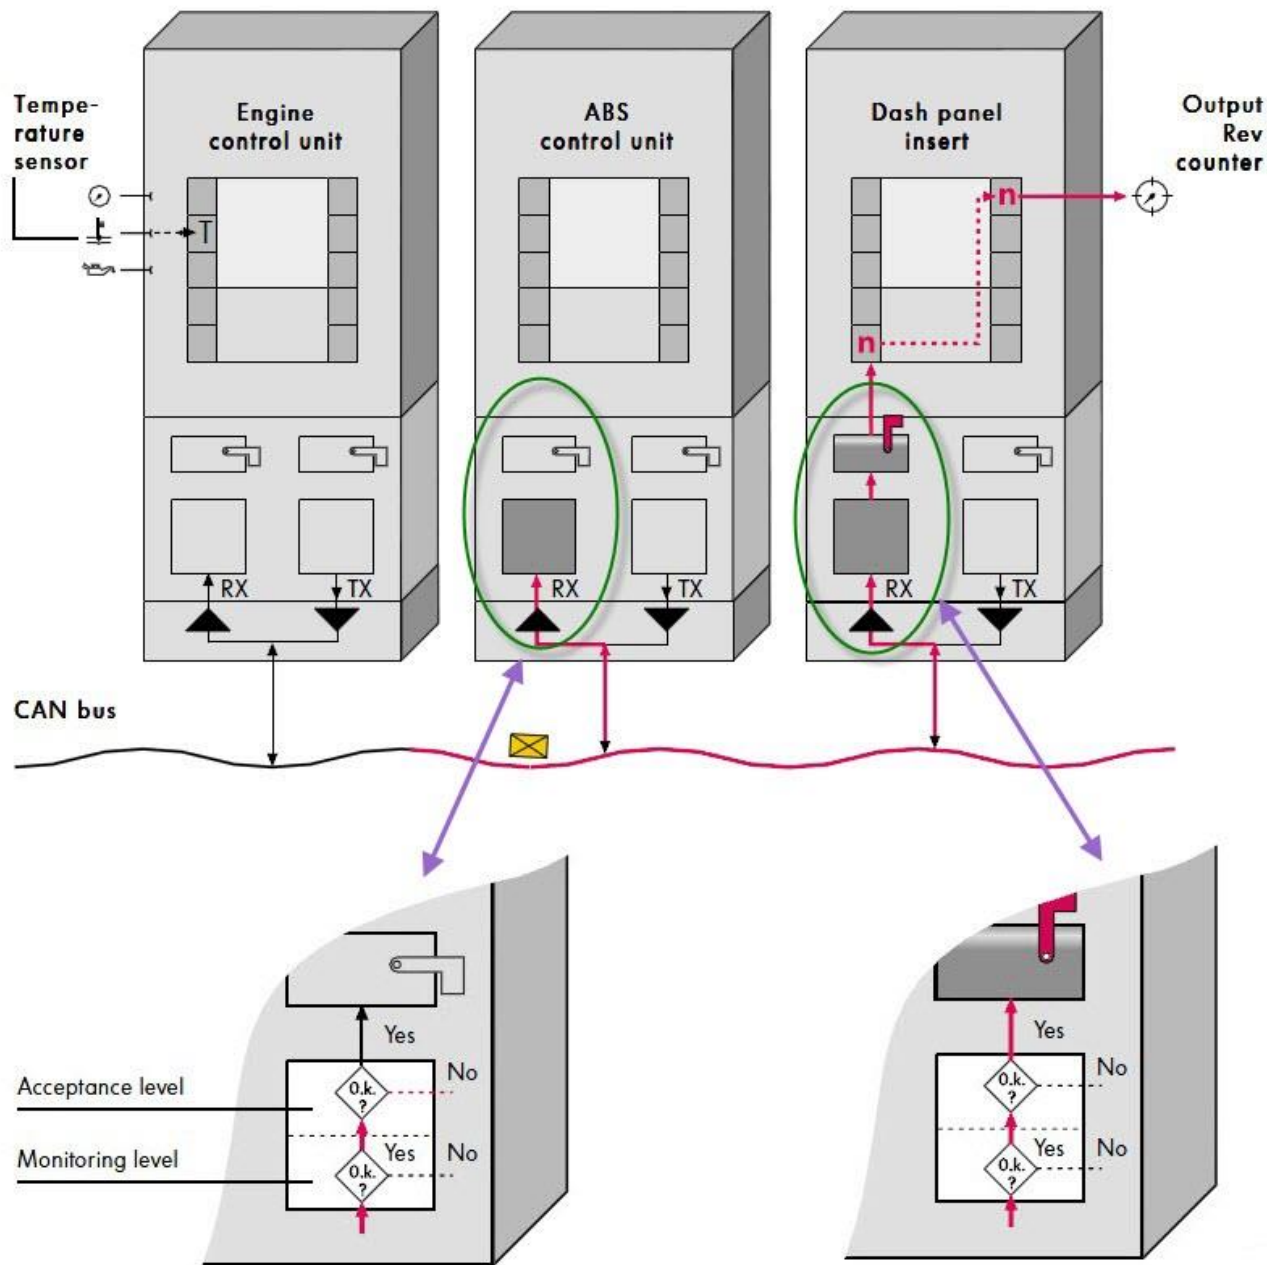 Tempe-
rature
sensor
Engine
control unit
ABS
control unit
Dash panel
insert
Output
Rev
counter
T
n
n
RX
TX
RX
TX
RX
TX
CAN bus
Yes
No
Acceptance level
O.k.
?
Yes
No
Monitoring level
O.k.
?
Yes
No
O.k.
?
Yes
No
O.k.
?